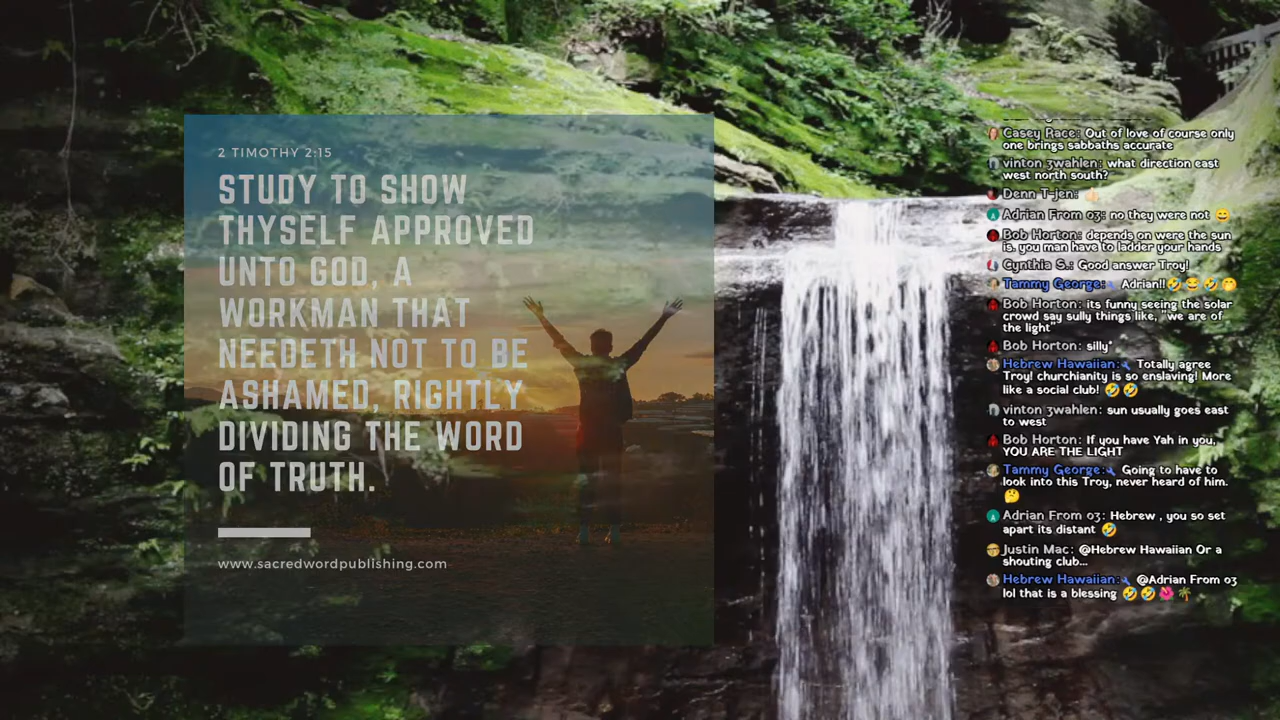 2 TIMOTHY 2:15
STUDY TO SHOW
THYSELF APPROVED
UNTO GOD, A
WORKMAN THAT
NEEDETH NOT TO BE
ASHAMED, RIGHTLY
DIVIDING THE WORD
OF TRUTH.
www.sacredwordpublishing.com
Casey Race: Out of love of course only
one brings sabbaths accurate
vinton 3wahlen: what direction east
west north south?
Denn T-jen: 👍
Adrian From 03: no they were not 😄
Bob Horton: depends on were the sun
is. you man have to ladder your hands
Cynthia S.: Good answer Troy!
Tammy George: Adrian!! 🤣😂🤣🤭
Bob Horton: its funny seeing the solar
crowd say sully things like, "we are of
the light"
Bob Horton: silly*
Hebrew Hawaiian: Totally agree
Troy! churchianity is so enslaving! More
like a social club! 🤣🤣
vinton 3wahlen: sun usually goes east
to west
Bob Horton: If you have Yah in you,
YOU ARE THE LIGHT
Tammy George: Going to have to
look into this Troy, never heard of him.
🤔
Adrian From 03: Hebrew , you so set
apart its distant 🤣
Justin Mac: @Hebrew Hawaiian Or a
shouting club...
Hebrew Hawaiian: @Adrian From 03
lol that is a blessing 🤣🤣🌺🌴